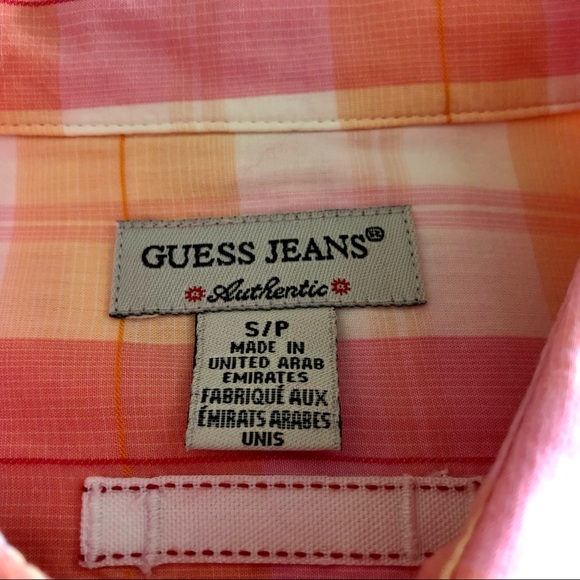 GUESS JEANS®
Authentic
S/P
MADE IN
UNITED ARAB
EMIRATES
FABRIQUÉ AUX
ÉMIRATS ARABES
UNIS